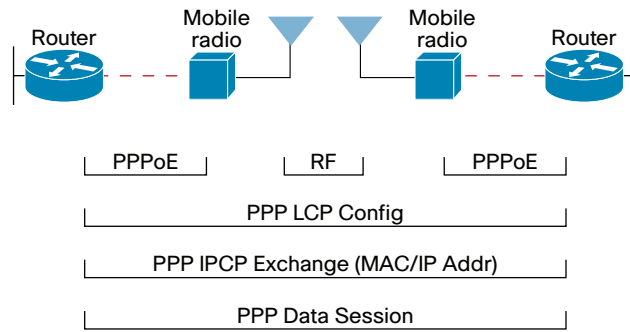 Router
Mobile
radio
Mobile
radio
Router
PPPoE
RF
PPPoE
PPP LCP Config
PPP IPCP Exchange (MAC/IP Addr)
PPP Data Session